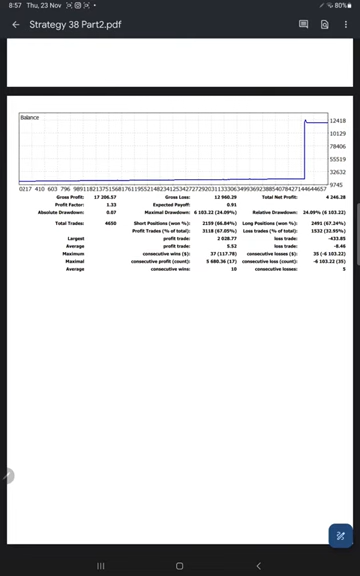 8:57 Thu, 23 Nov 80%
Strategy 38 Part2.pdf
Balance
12418
10129
78406
55519
32632
9745
Gross Profit: 17 206.57 Gross Loss: 12 960.29 Total Net Profit: 4 246.28
Profit Factor: 1.33 Expected Payoff: 0.91
Absolute Drawdown: 0.07 Maximal Drawdown: 6 103.22 (24.09%) Relative Drawdown: 24.09% (6 103.22)
Total Trades: 4650 Short Positions (won %): 2159 (66.84%) Long Positions (won %): 2491 (67.24%)
Profit Trades (% of total): 3118 (67.05%) Loss trades (% of total): 1532 (32.95%)
Largest profit trade: 2 028.77 loss trade: -433.85
Average profit trade: 5.52 loss trade: -8.46
Maximum consecutive wins ($): 37 (117.78) consecutive losses ($): 35 (-6 103.22)
Maximal consecutive profit (count): 5 680.36 (17) consecutive loss (count): -6 103.22 (35)
Average consecutive wins: 10 consecutive losses: 5